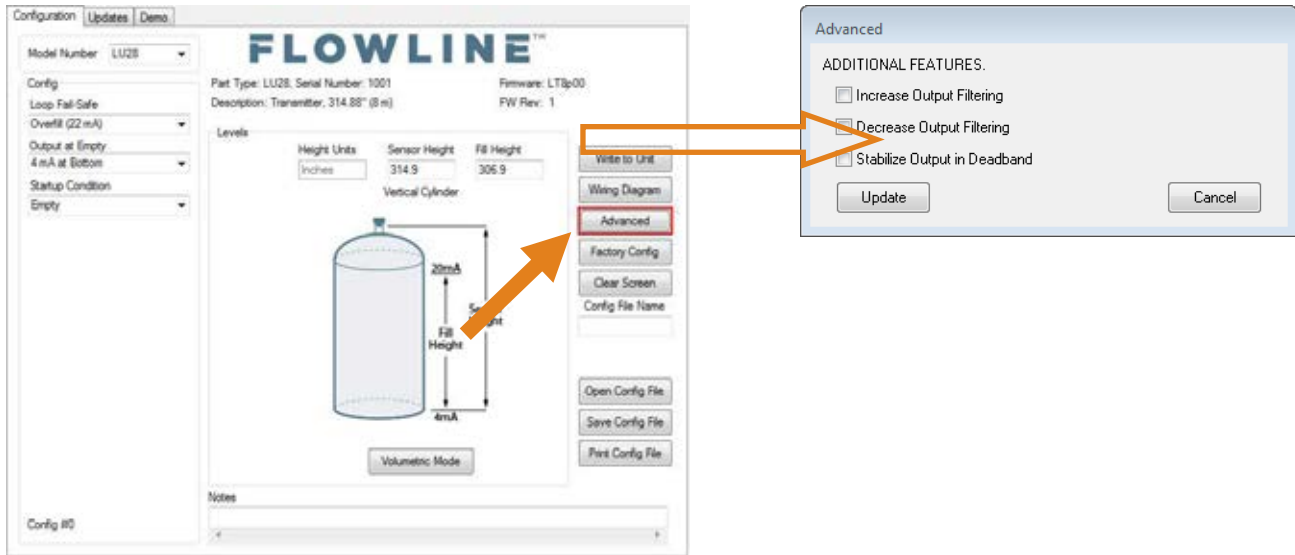 Configuration Updates Demo
Model Number LU28
Config
Loop Fail-Safe
Overfill (22 mA)
Output at Empty
4 mA at Bottom
Startup Condition
Empty
Config #0
FLOWLINE™
Part Type: LU28; Serial Number: 1001 Firmware: LT8p00
Description: Transmitter, 314.88" (8 m) FW Rev: 1
Levels
Height Units Sensor Height Fill Height
Inches 314.9 306.9
Vertical Cylinder
20mA
Fill
Height
4mA
Volumetric Mode
Notes
Write to Unit
Wiring Diagram
Advanced
Factory Config
Clear Screen
Config File Name
Open Config File
Save Config File
Print Config File
Advanced
ADDITIONAL FEATURES.
Increase Output Filtering
Decrease Output Filtering
Stabilize Output in Deadband
Update Cancel